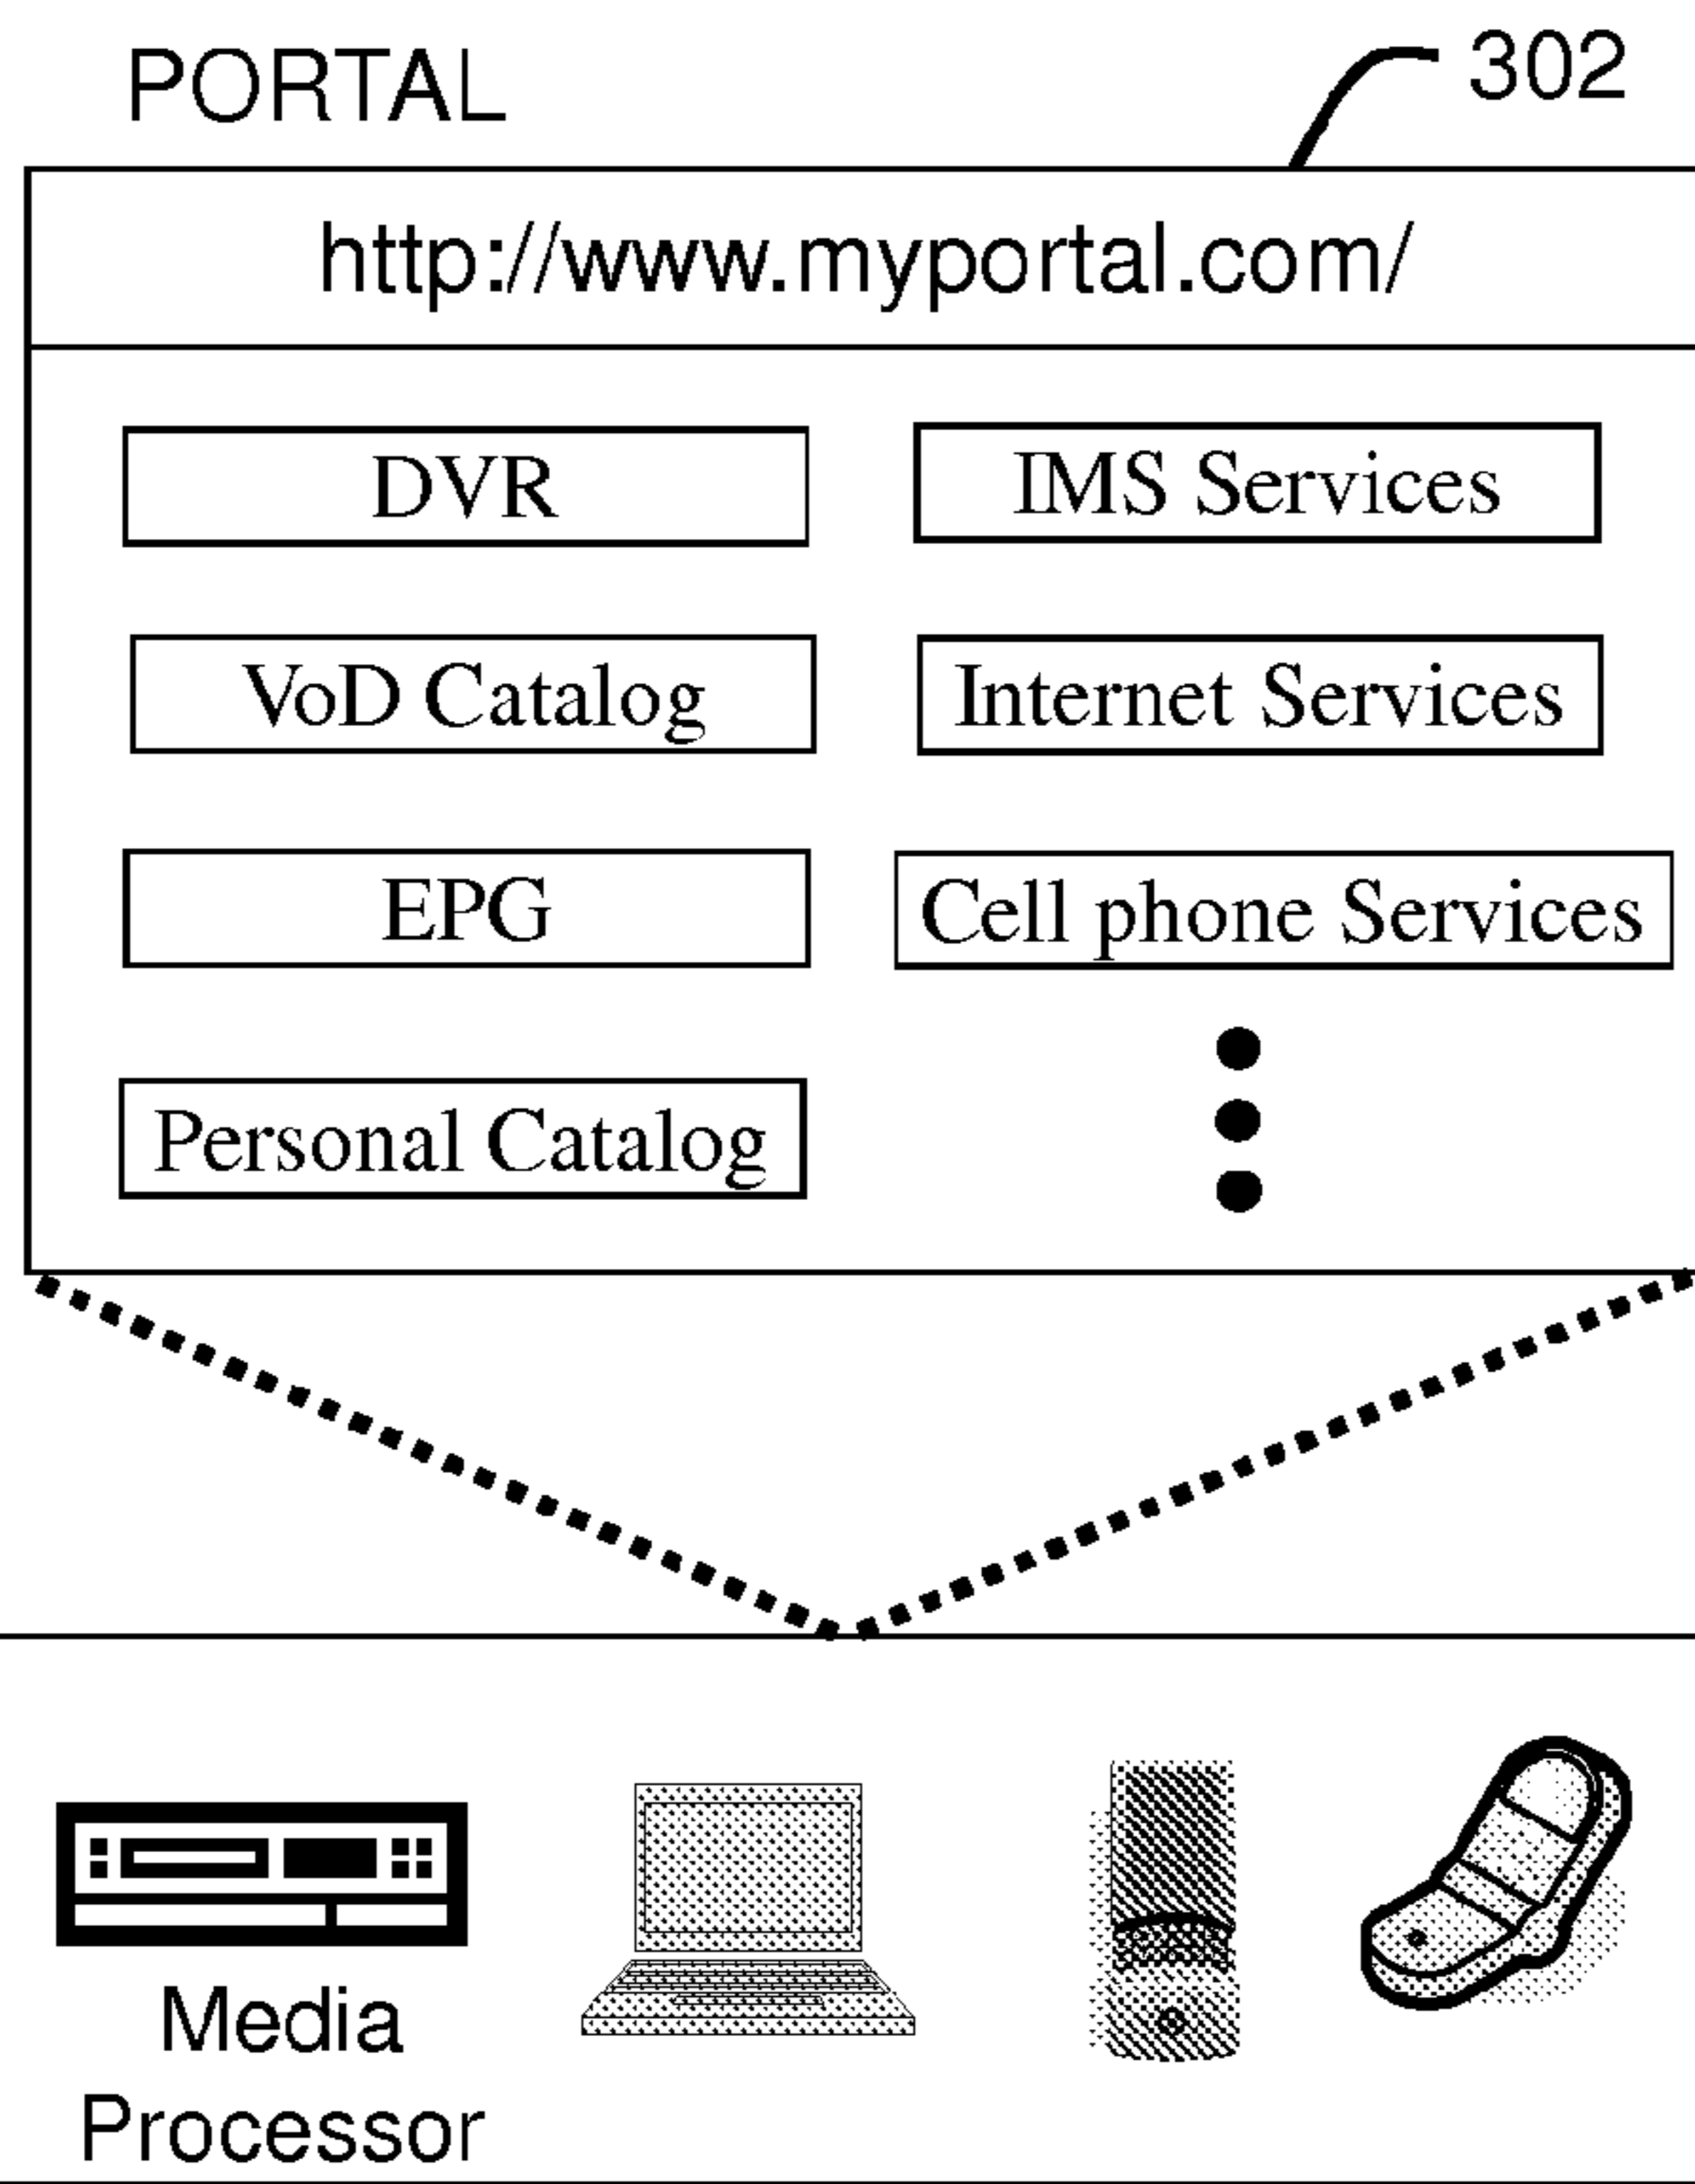 PORTAL
302
http://www.myportal.com/
DVR
IMS Services
VoD Catalog
Internet Services
EPG
Cell phone Services
Personal Catalog
Media
Processor